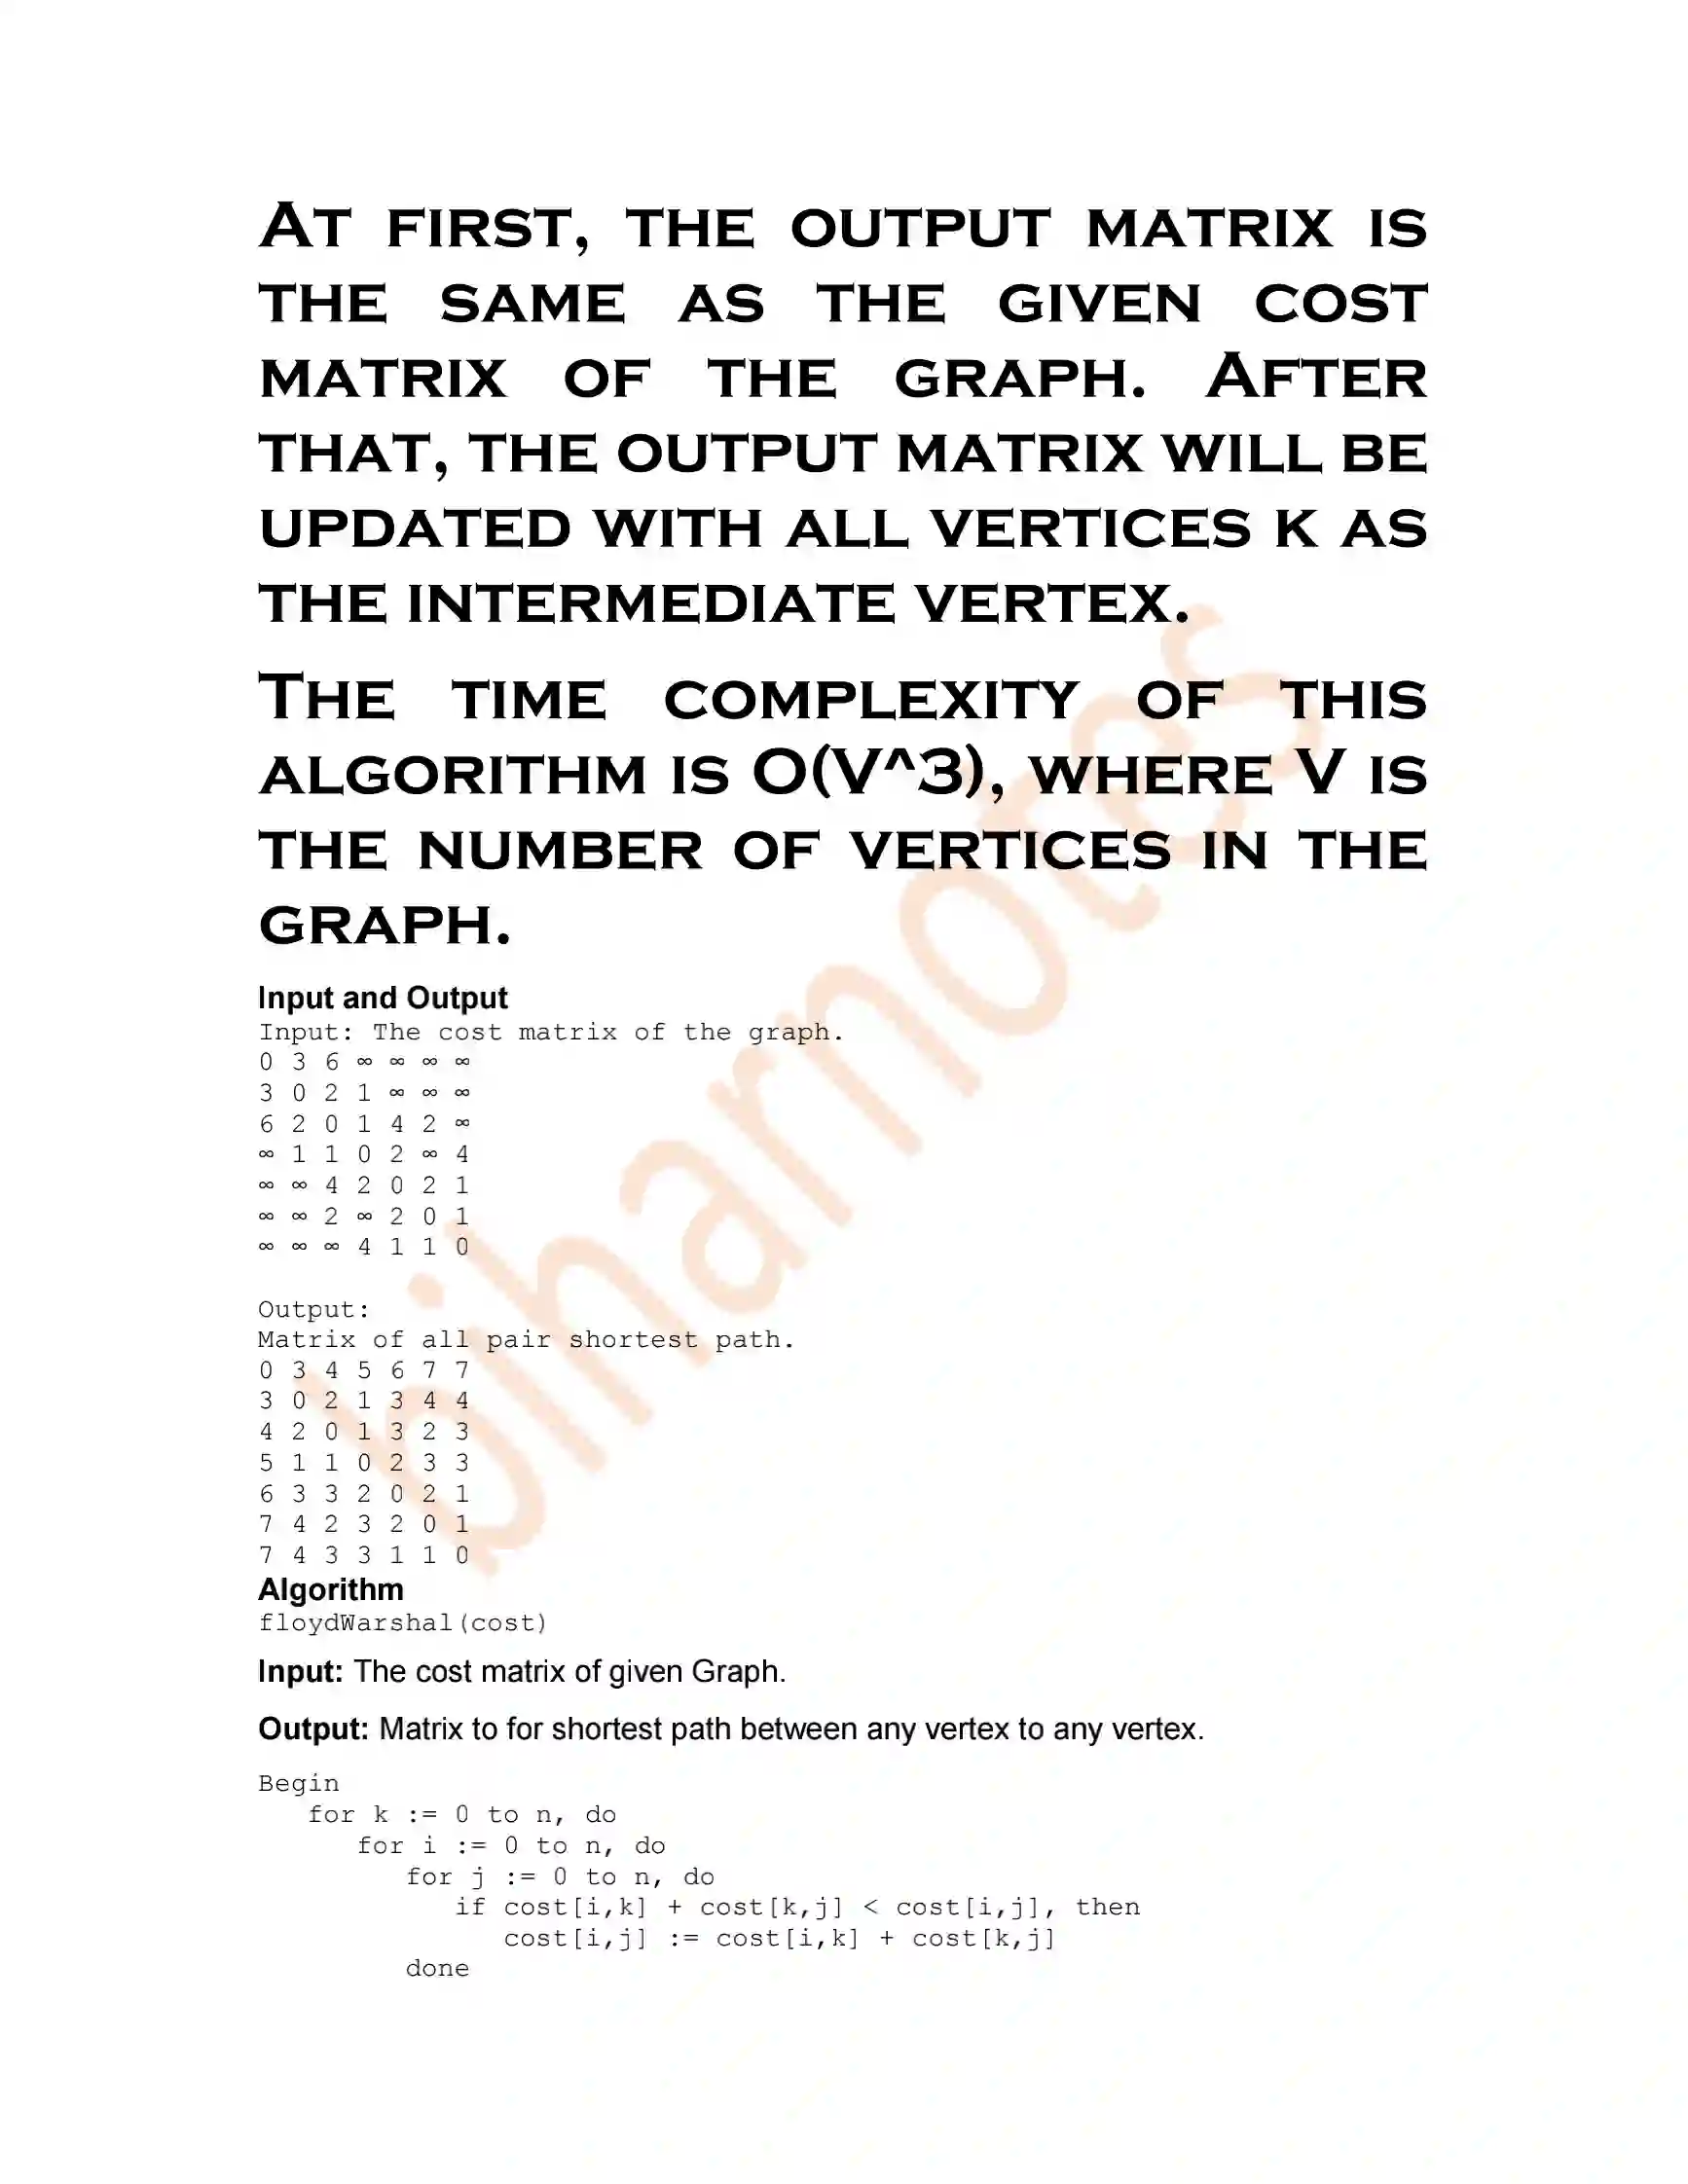 At first, the output matrix is
the same as the given cost
matrix of the graph. After
that, the output matrix will be
updated with all vertices k as
the intermediate vertex.
The time complexity of this
algorithm is O(V^3), where V is
the number of vertices in the
graph.
Input and Output
Input: The cost matrix of the graph.
0 3 6 ∞ ∞ ∞ ∞
3 0 2 1 ∞ ∞ ∞
6 2 0 1 4 2 ∞
∞ 1 1 0 2 ∞ 4
∞ ∞ 4 2 0 2 1
∞ ∞ 2 ∞ 2 0 1
∞ ∞ ∞ 4 1 1 0
Output:
Matrix of all pair shortest path.
0 3 4 5 6 7 7
3 0 2 1 3 4 4
4 2 0 1 3 2 3
5 1 1 0 2 3 3
6 3 3 2 0 2 1
7 4 2 3 2 0 1
7 4 3 3 1 1 0
Algorithm
floydWarshal(cost)
Input: The cost matrix of given Graph.
Output: Matrix to for shortest path between any vertex to any vertex.
Begin
   for k := 0 to n, do
      for i := 0 to n, do
         for j := 0 to n, do
            if cost[i,k] + cost[k,j] < cost[i,j], then
               cost[i,j] := cost[i,k] + cost[k,j]
         done
biharnotes